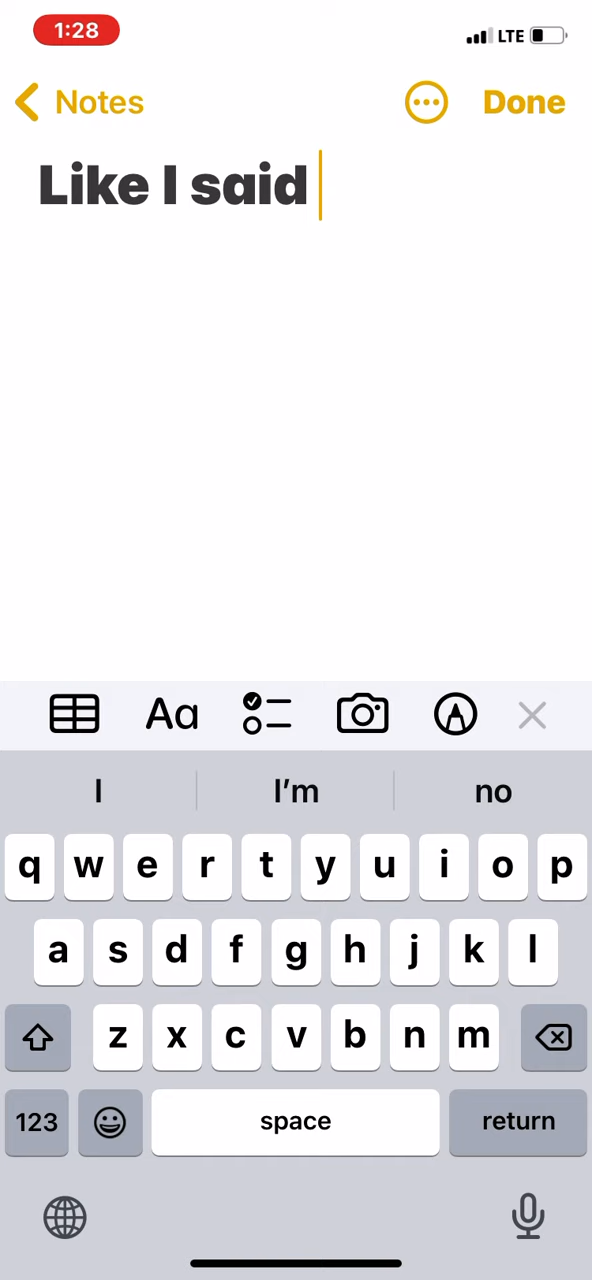 1:28
LTE
Notes
Done
Like I said
Aa
I
I'm
no
q w e r t y u i o p
a s d f g h j k l
z x c v b n m
123
space
return